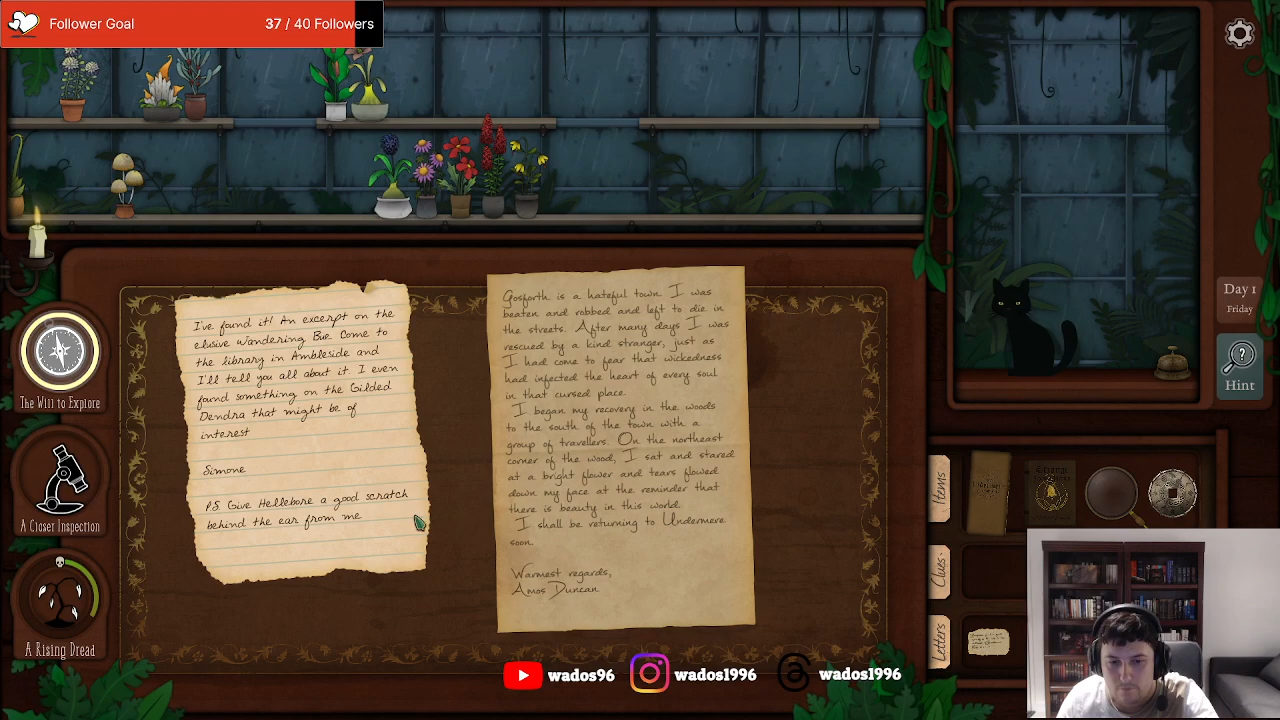 Follower Goal
37 / 40 Followers
I've found it! An excerpt on the
elusive Wandering Bue. Come to
the library in Ambleside and
I'll tell you all about it. I even
found something on the Gilded
Dendra that might be of
interest
Simone
P.S. Give Hellebore a good scratch
behind the ear from me
Gosforth is a hateful town. I was
beaten and robbed and left to die in
the streets. After many days I was
rescued by a kind stranger, just as
I had come to fear that wickedness
had infected the heart of every soul
in that cursed place.
I began my recovery in the woods
to the south of the town with a
group of travellers. On the northeast
corner of the wood, I sat and stared
at a bright flower and tears flowed
down my face at the reminder that
there is beauty in this world.
I shall be returning to Undermere
soon.
Warmest regards,
Amos Duncan
The Will to Explore
A Closer Inspection
A Rising Dread
Day 1
Friday
Hint
Items
Clues
Letters
wados96
wados1996
wados1996